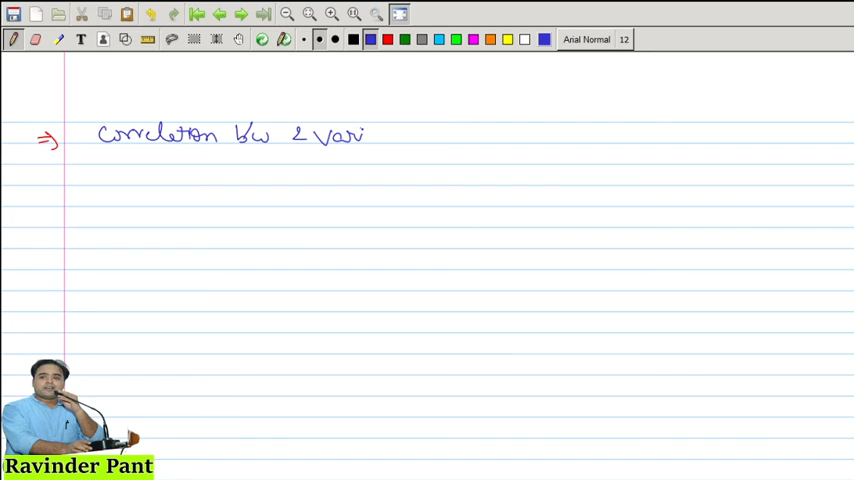 Arial Normal 12
⇒ Correlation b/w 2 vari
Ravinder Pant